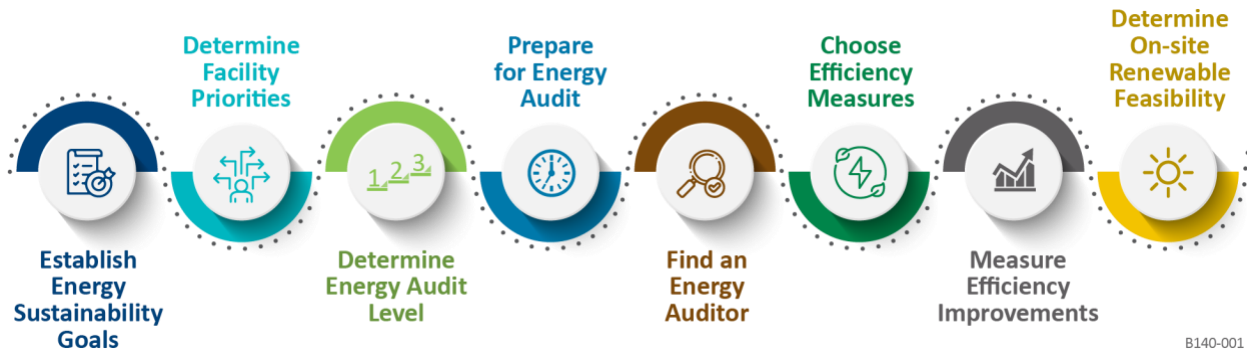 Establish
Energy
Sustainability
Goals
Determine
Facility
Priorities
1 2 3
Determine
Energy Audit
Level
Prepare
for Energy
Audit
Find an
Energy
Auditor
Choose
Efficiency
Measures
Measure
Efficiency
Improvements
Determine
On-site
Renewable
Feasibility
B140-001